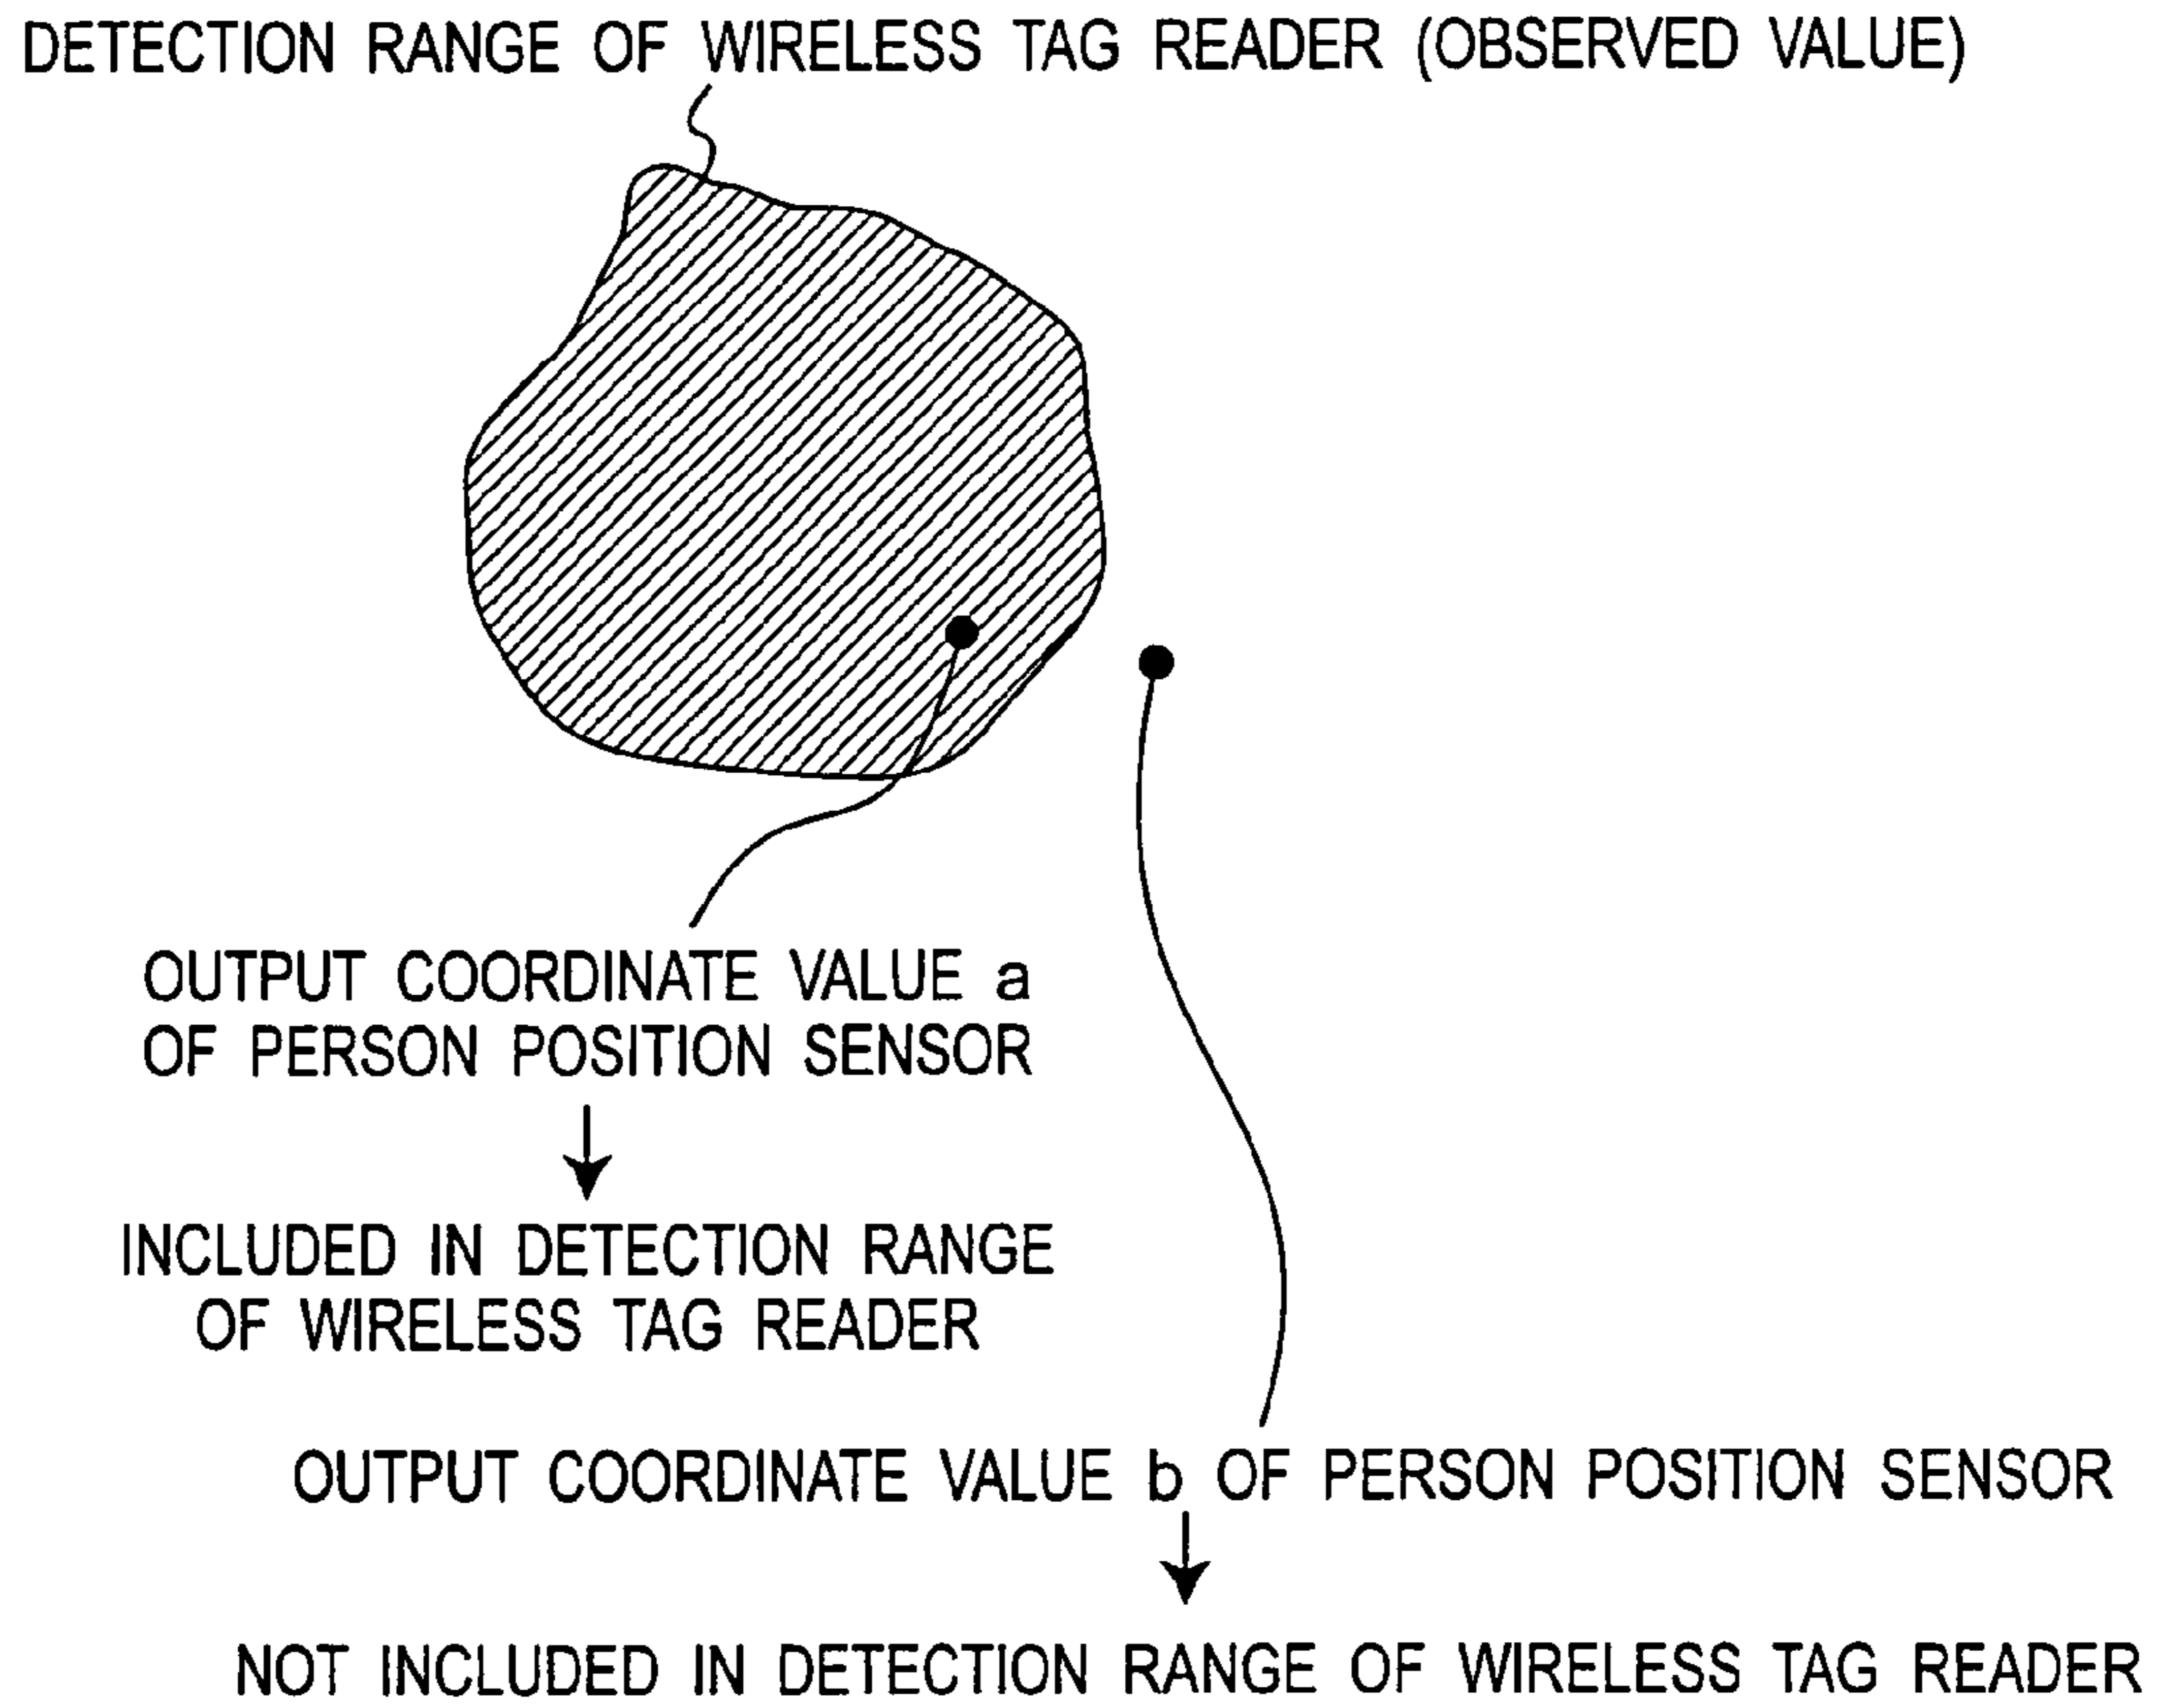 DETECTION RANGE OF WIRELESS TAG READER (OBSERVED VALUE)
OUTPUT COORDINATE VALUE a
OF PERSON POSITION SENSOR
INCLUDED IN DETECTION RANGE
OF WIRELESS TAG READER
OUTPUT COORDINATE VALUE b OF PERSON POSITION SENSOR
NOT INCLUDED IN DETECTION RANGE OF WIRELESS TAG READER